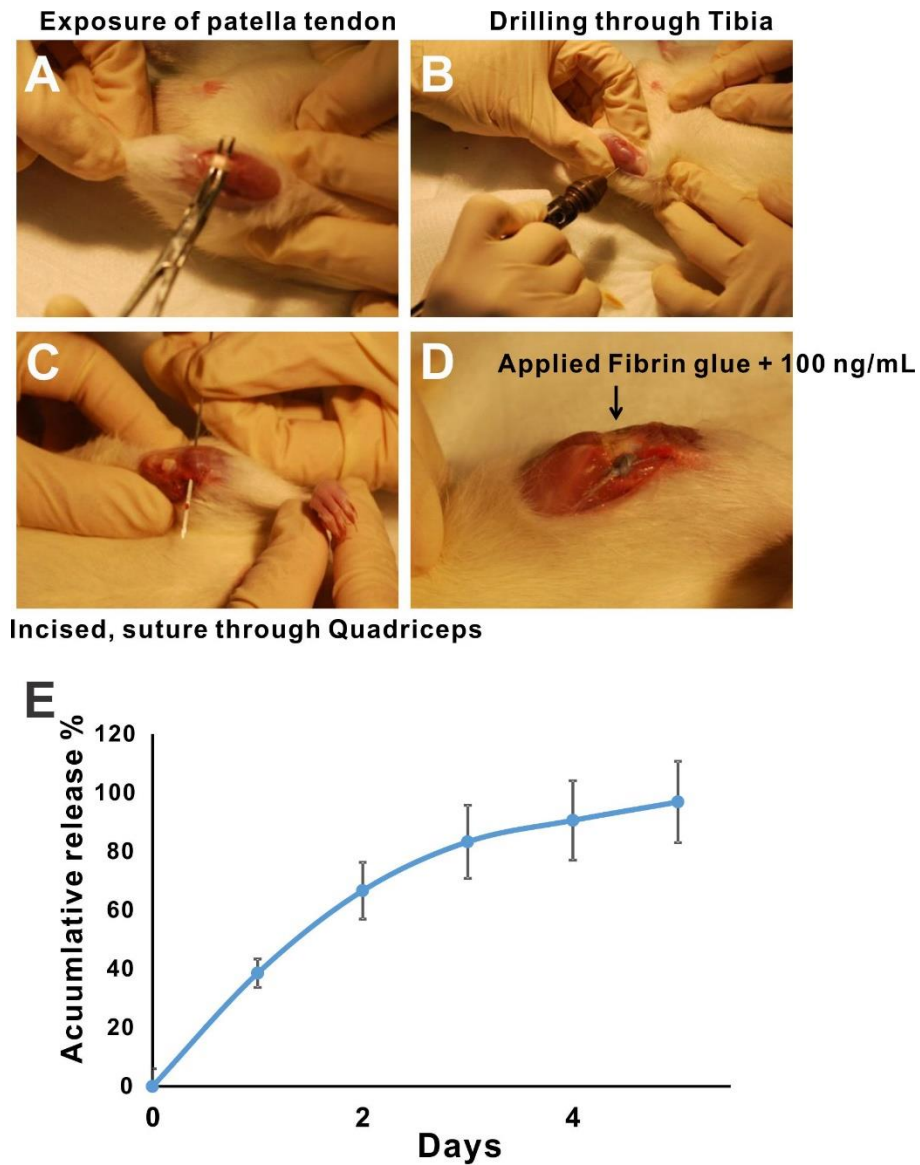 Exposure of patella tendon
Drilling through Tibia
A
B
C
D
Applied Fibrin glue + 100 ng/mL
Incised, suture through Quadriceps
E
Acuumlative release %
120
100
80
60
40
20
0
0
2
4
Days